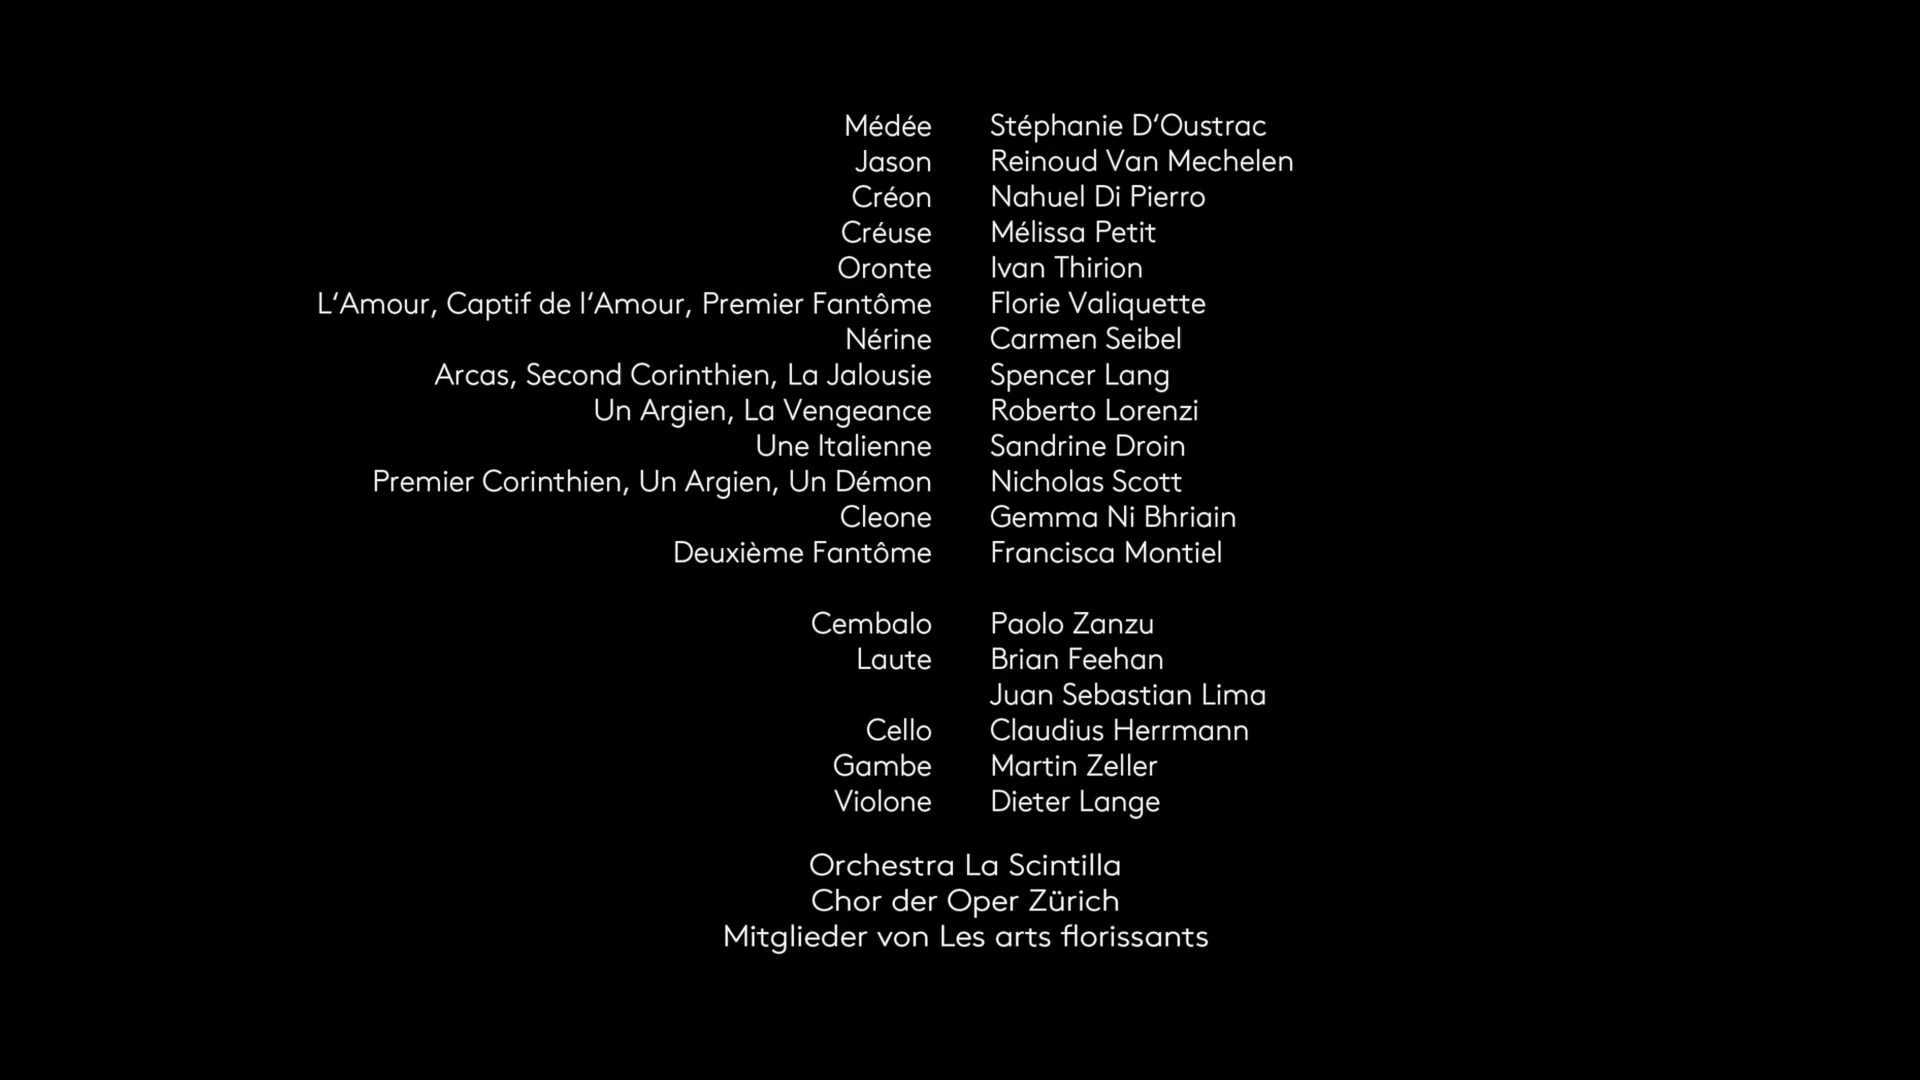 Médée Stéphanie D‘Oustrac
Jason Reinoud Van Mechelen
Créon Nahuel Di Pierro
Créuse Mélissa Petit
Oronte Ivan Thirion
L‘Amour, Captif de l‘Amour, Premier Fantôme Florie Valiquette
Nérine Carmen Seibel
Arcas, Second Corinthien, La Jalousie Spencer Lang
Un Argien, La Vengeance Roberto Lorenzi
Une Italienne Sandrine Droin
Premier Corinthien, Un Argien, Un Démon Nicholas Scott
Cleone Gemma Ni Bhriain
Deuxième Fantôme Francisca Montiel
Cembalo Paolo Zanzu
Laute Brian Feehan
Juan Sebastian Lima
Cello Claudius Herrmann
Gambe Martin Zeller
Violone Dieter Lange
Orchestra La Scintilla
Chor der Oper Zürich
Mitglieder von Les arts florissants